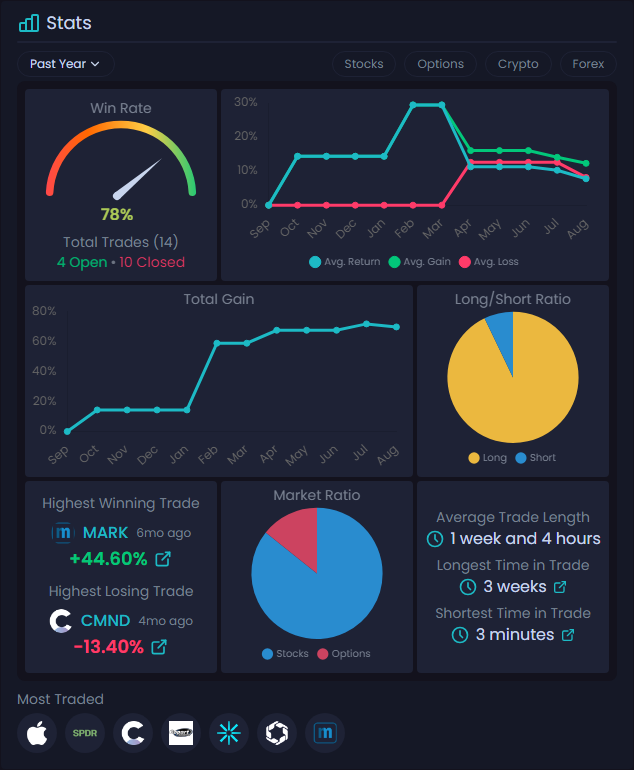 Stats
Past Year
Stocks Options Crypto Forex
Win Rate
78%
Total Trades (14)
4 Open • 10 Closed
30%
20%
10%
0%
Sep Oct Nov Dec Jan Feb Mar Apr May Jun Jul Aug
Avg. Return Avg. Gain Avg. Loss
Total Gain
80%
60%
40%
20%
0%
Sep Oct Nov Dec Jan Feb Mar Apr May Jun Jul Aug
Long/Short Ratio
Long Short
Highest Winning Trade
m MARK 6mo ago
+44.60%
Highest Losing Trade
CMND 4mo ago
-13.40%
Market Ratio
Stocks Options
Average Trade Length
1 week and 4 hours
Longest Time in Trade
3 weeks
Shortest Time in Trade
3 minutes
Most Traded
SPDR m